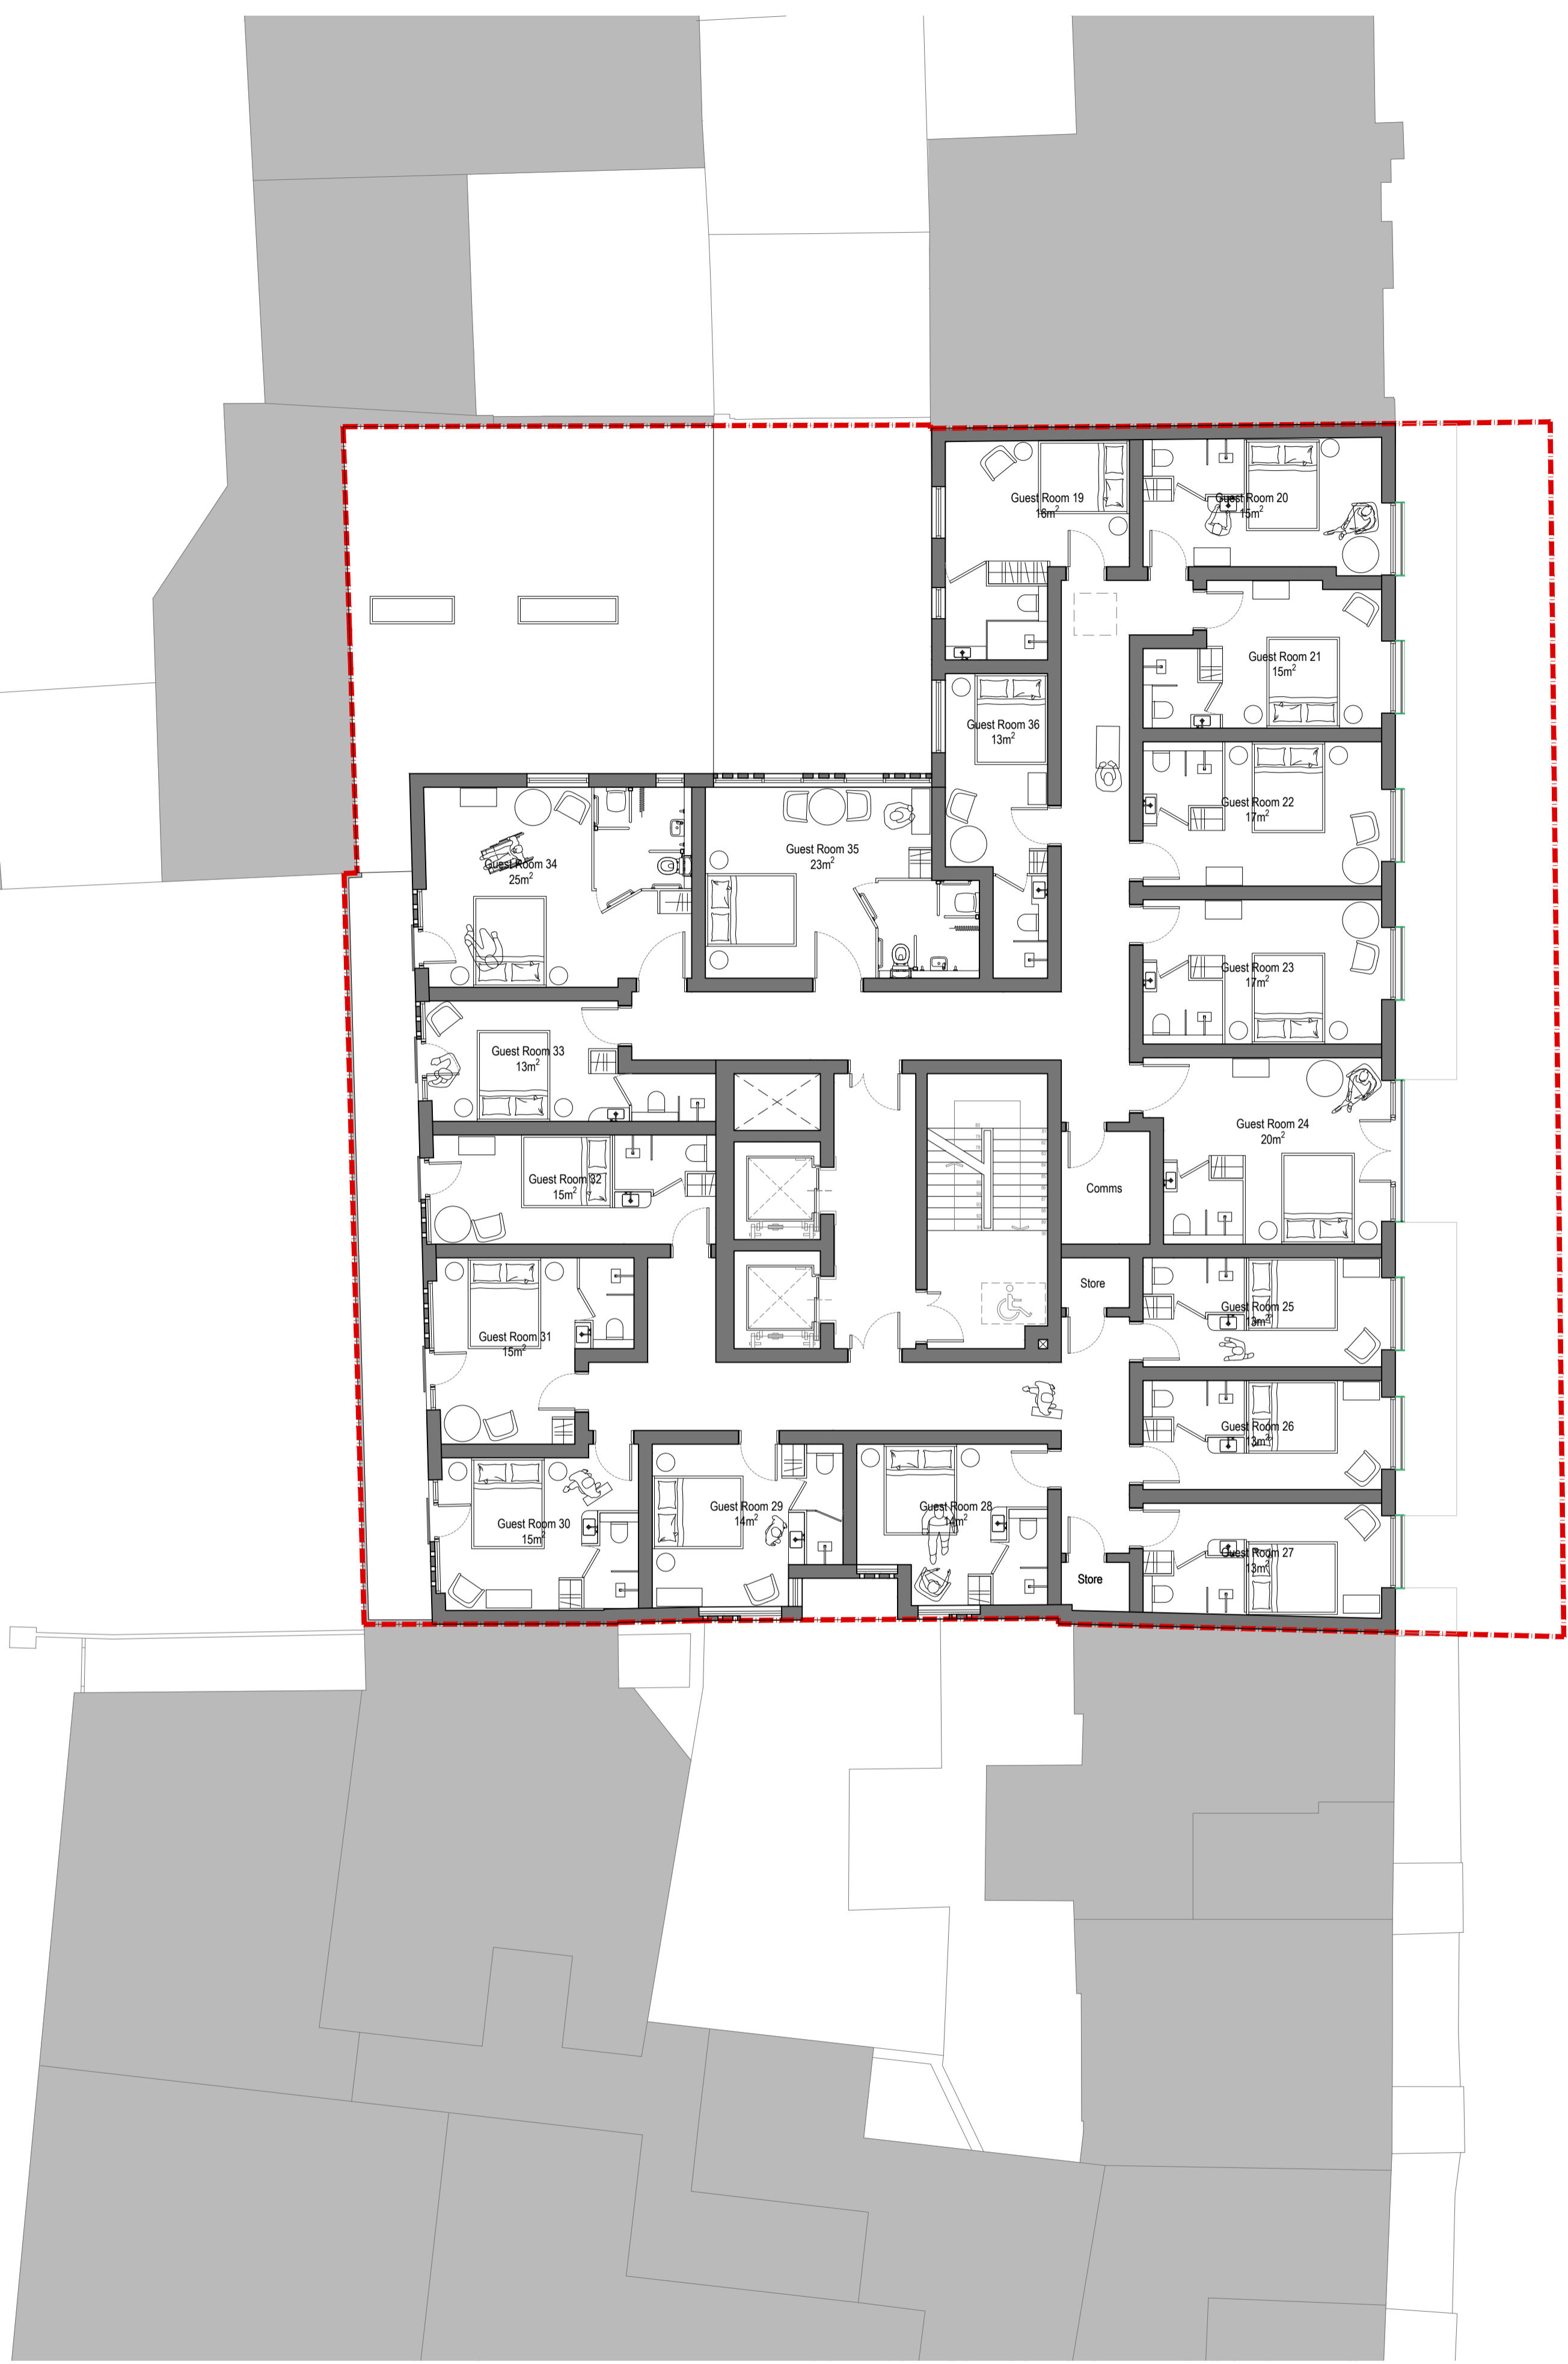 Guest Room 19
16m²
Guest Room 20
15m²
Guest Room 21
15m²
Guest Room 36
13m²
Guest Room 22
17m²
Guest Room 35
23m²
Guest Room 34
25m²
Guest Room 23
17m²
Guest Room 33
13m²
Guest Room 24
20m²
Guest Room 32
15m²
Comms
Store
Guest Room 25
13m²
Guest Room 31
15m²
Guest Room 26
13m²
Guest Room 29
14m²
Guest Room 28
14m²
Guest Room 30
15m²
Guest Room 27
13m²
Store